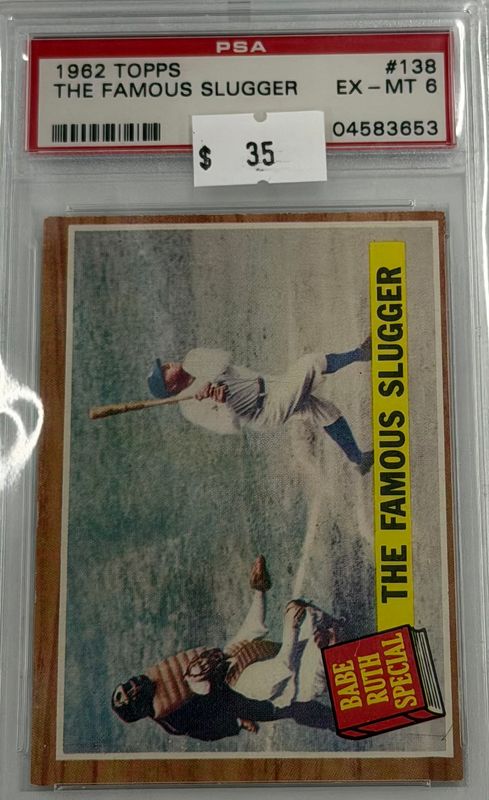 PSA
1962 TOPPS #138
THE FAMOUS SLUGGER EX - MT 6
04583653
$ 35
THE FAMOUS SLUGGER
BABE
RUTH
SPECIAL